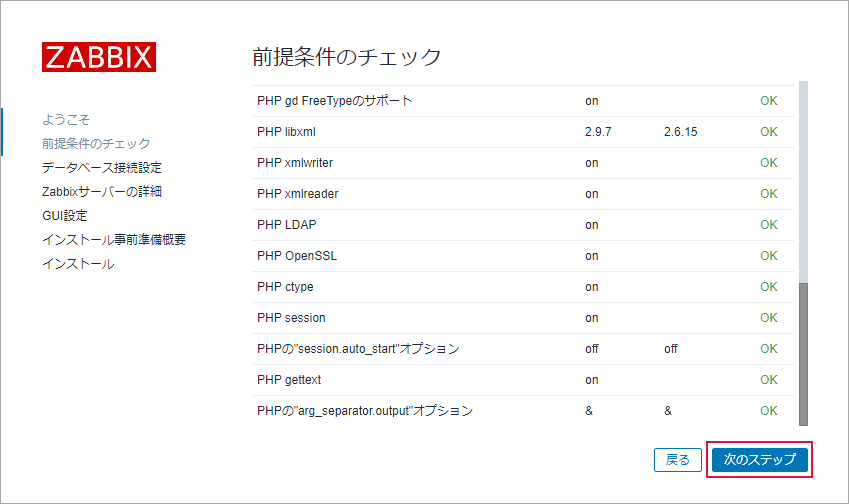 ZABBIX
ようこそ
前提条件のチェック
データベース接続設定
Zabbixサーバーの詳細
GUI設定
インストール事前準備概要
インストール
前提条件のチェック
PHP gd FreeTypeのサポート on OK
PHP libxml 2.9.7 2.6.15 OK
PHP xmlwriter on OK
PHP xmlreader on OK
PHP LDAP on OK
PHP OpenSSL on OK
PHP ctype on OK
PHP session on OK
PHPの"session.auto_start"オプション off off OK
PHP gettext on OK
PHPの"arg_separator.output"オプション & & OK
戻る 次のステップ